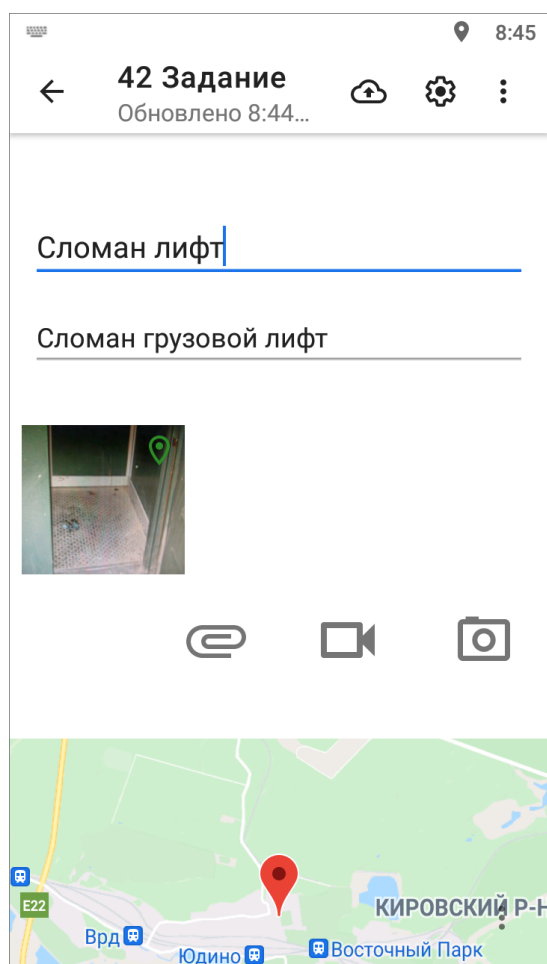 8:45
42 Задание
Обновлено 8:44...
Сломан лифт
Сломан грузовой лифт
КИРОВСКИЙ Р-Н
E22
Врд
Юдино
Восточный Парк